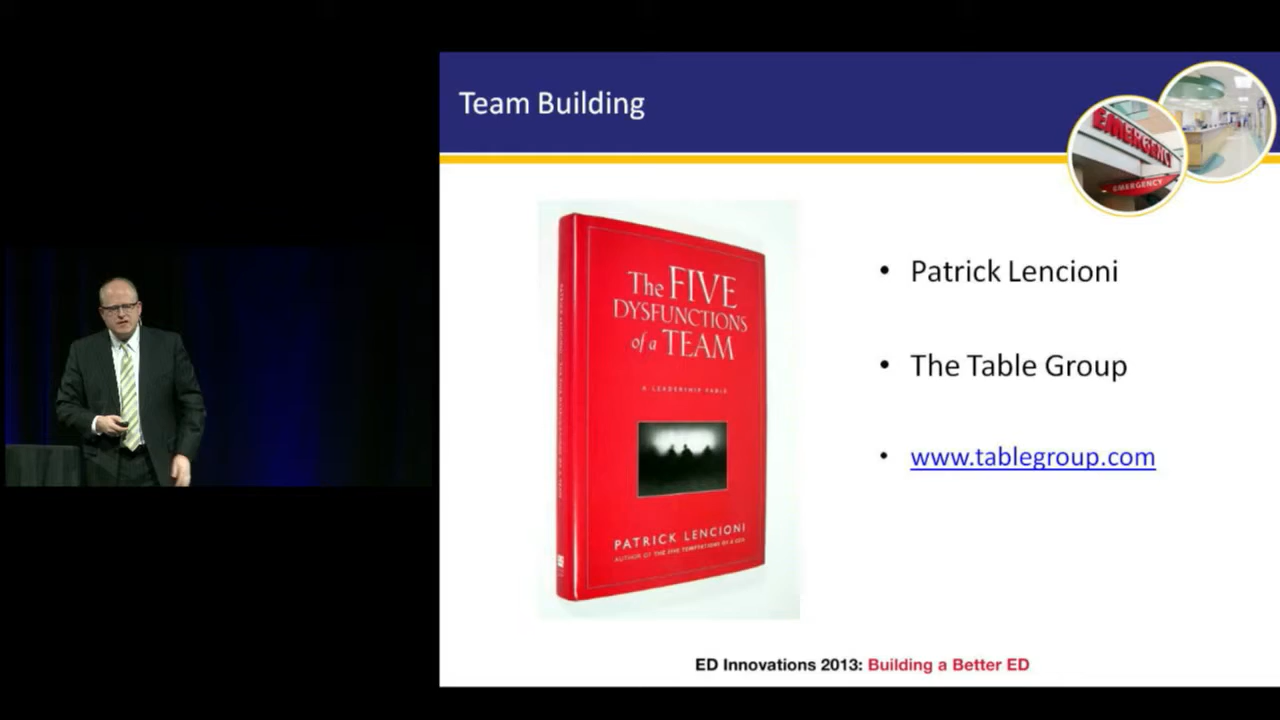 Team Building
EMERGENCY
EMERGENCY
The FIVE
DYSFUNCTIONS
of a TEAM
A LEADERSHIP FABLE
PATRICK LENCIONI
AUTHOR OF THE FIVE TEMPTATIONS OF A CEO
• Patrick Lencioni
• The Table Group
• www.tablegroup.com
ED Innovations 2013: Building a Better ED